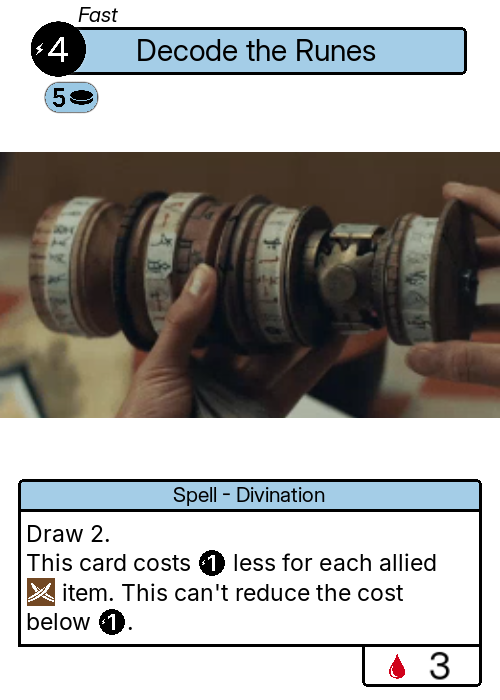 Fast
4 Decode the Runes
5
Spell - Divination
Draw 2.
This card costs 1 less for each allied
item. This can't reduce the cost
below 1.
3